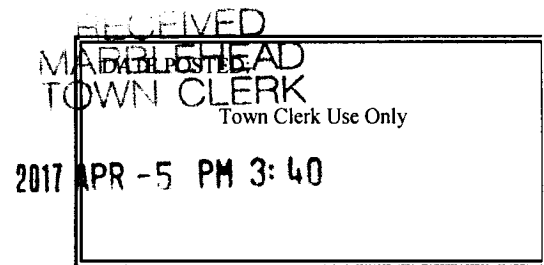 RECEIVED
MARBLEHEAD
DATE POSTED:
TOWN CLERK
Town Clerk Use Only
2017 APR -5 PM 3:40